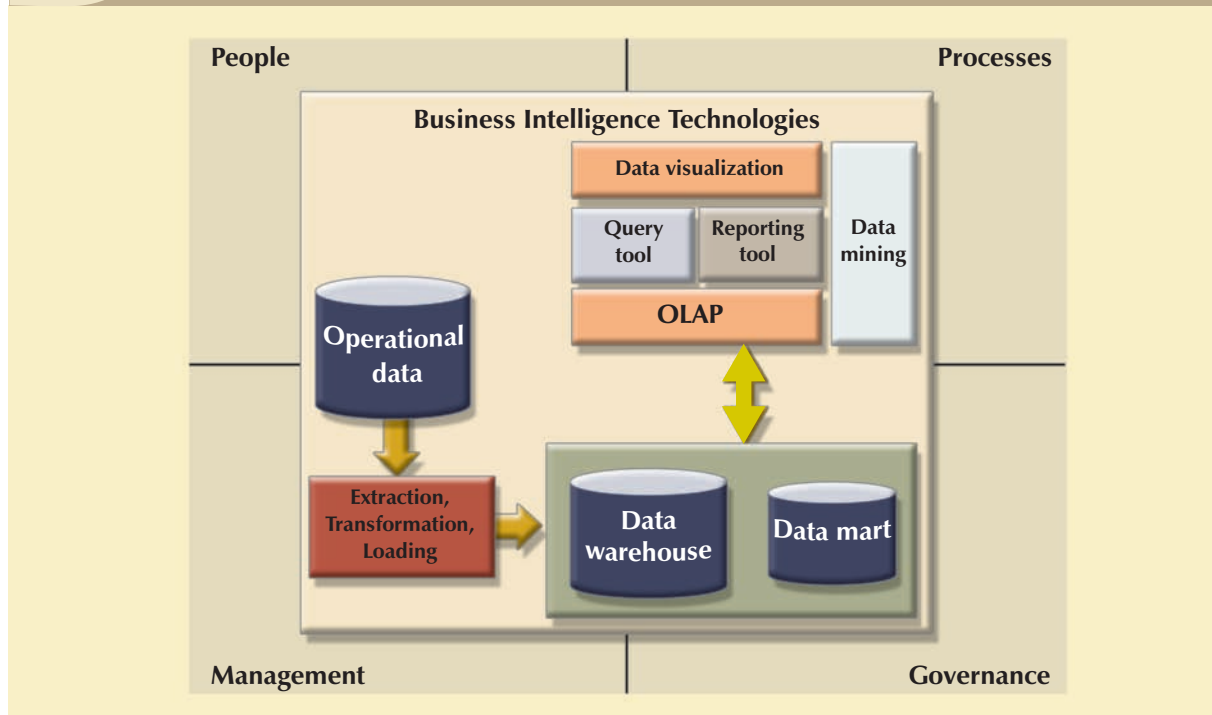 People
Processes
Business Intelligence Technologies
Data visualization
Query
tool
Reporting
tool
Data
mining
OLAP
Operational
data
Extraction,
Transformation,
Loading
Data
warehouse
Data mart
Management
Governance